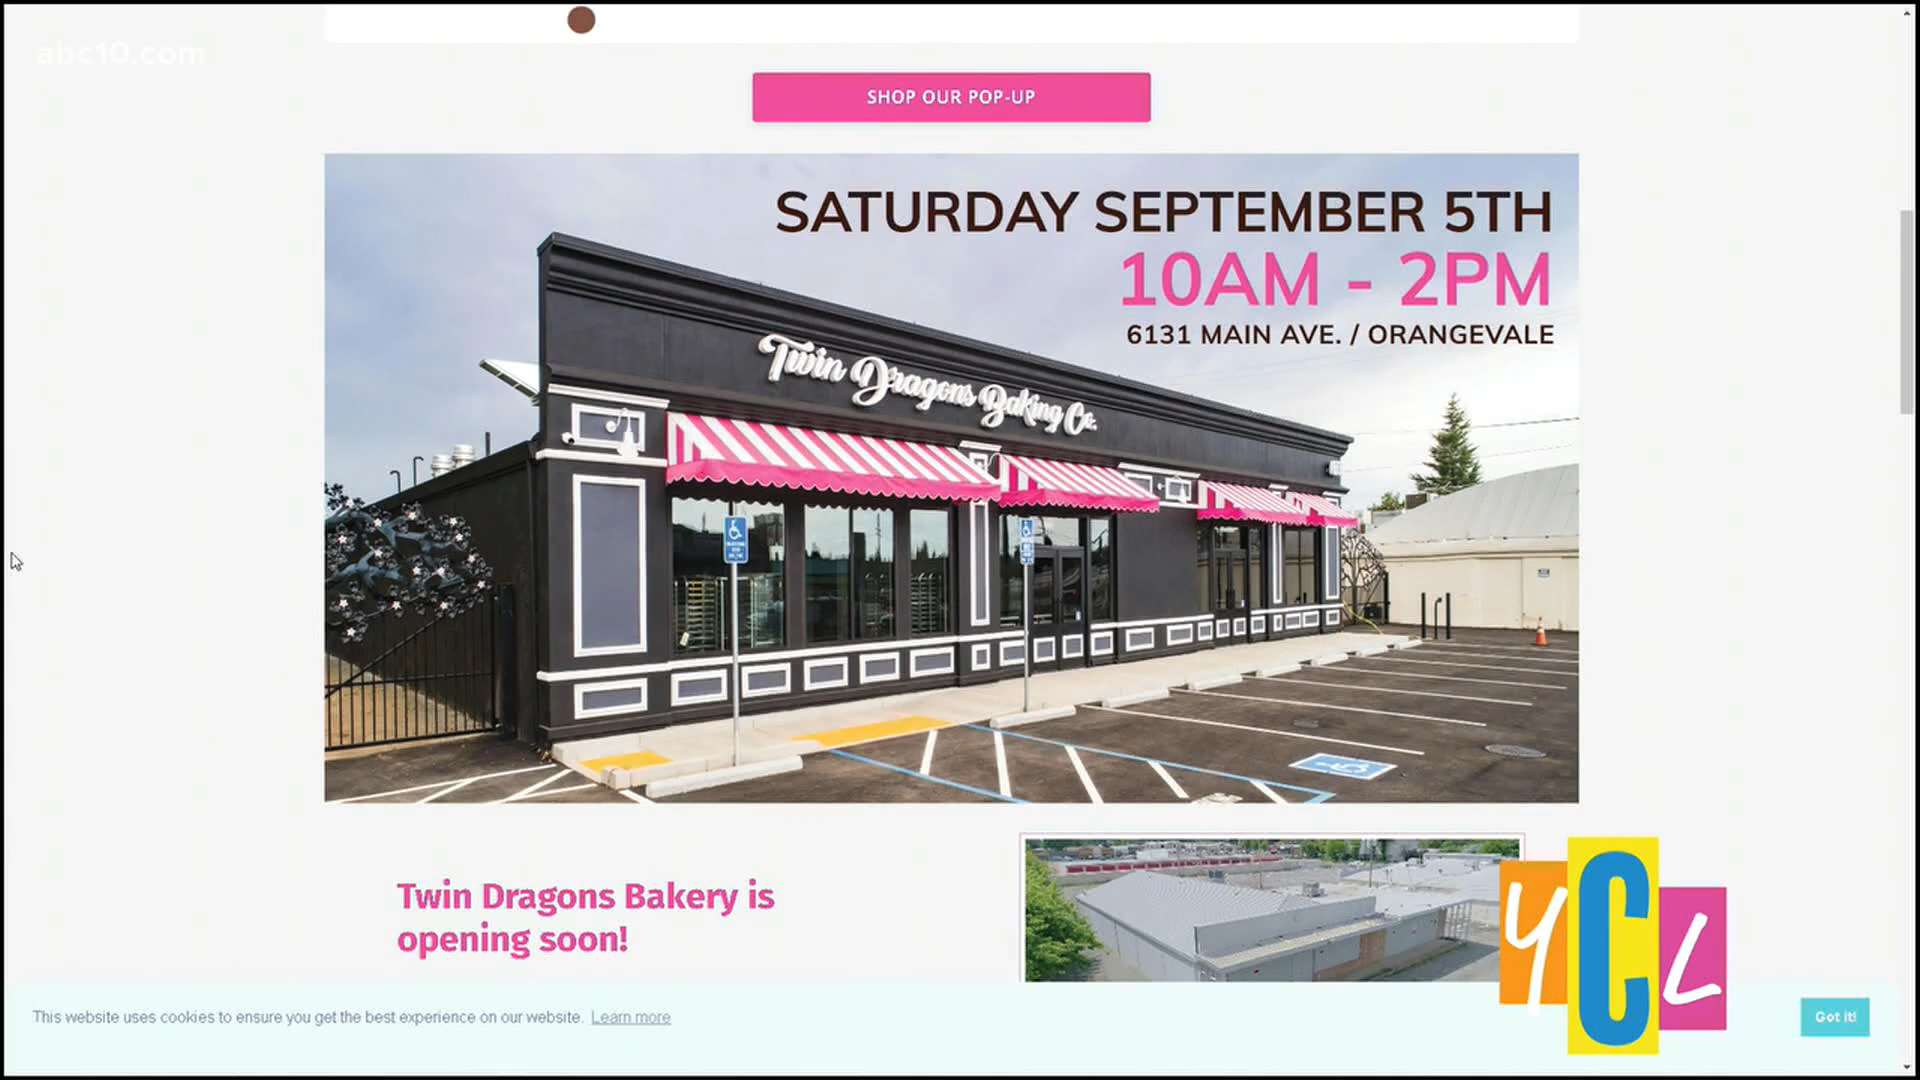 abc10.com
SHOP OUR POP-UP
SATURDAY SEPTEMBER 5TH
10AM - 2PM
6131 MAIN AVE. / ORANGEVALE
Twin Dragons Baking Co.
Twin Dragons Bakery is
opening soon!
YCL
This website uses cookies to ensure you get the best experience on our website. Learn more
Got it!